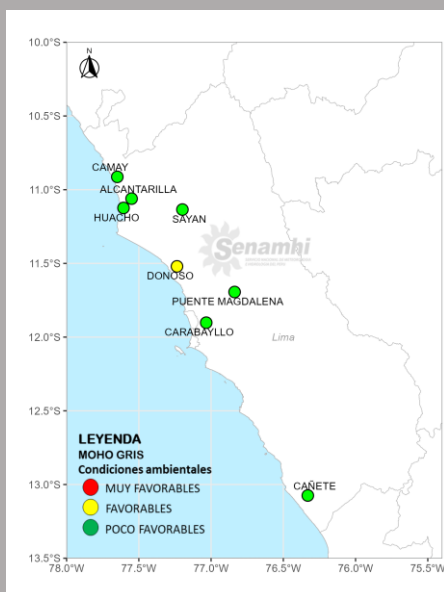 10.0°S
N
10.5°S
CAMAY
11.0°S
ALCANTARILLA
HUACHO
SAYAN
Senamhi
11.5°S
DONOSO
PUENTE MAGDALENA
CARABAYLLO
12.0°S
Lima
12.5°S
LEYENDA
MOHO GRIS
Condiciones ambientales
MUY FAVORABLES
FAVORABLES
POCO FAVORABLES
CAÑETE
13.0°S
13.5°S
78.0°W 77.5°W 77.0°W 76.5°W 76.0°W 75.5°W